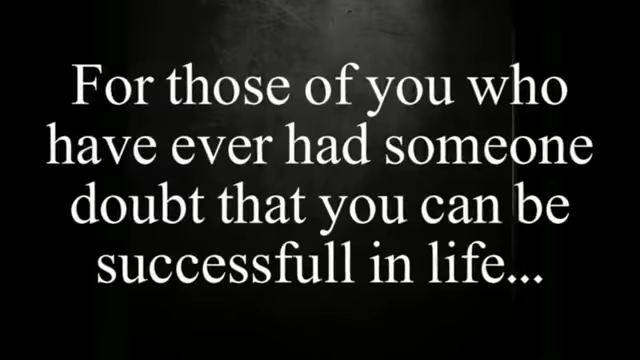 For those of you who
have ever had someone
doubt that you can be
successfull in life...